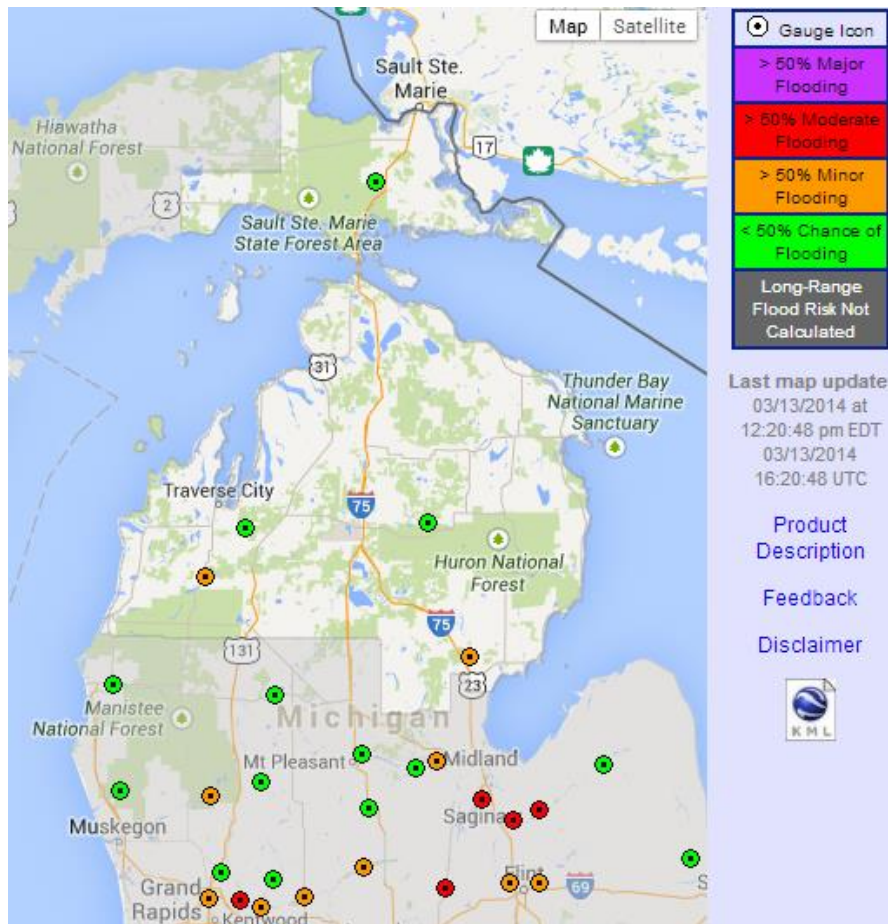 Map
Satellite
Sault Ste.
Marie
Hiawatha
National Forest
17
2
Sault Ste. Marie
State Forest Area
31
Thunder Bay
National Marine
Sanctuary
Traverse City
75
Huron National
Forest
75
131
23
Manistee
National Forest
Michigan
Mt Pleasant
Midland
Sagina
Muskegon
Flint
69
S
Grand
Rapids
Kentwood
Gauge Icon
> 50% Major
Flooding
> 50% Moderate
Flooding
> 50% Minor
Flooding
< 50% Chance of
Flooding
Long-Range
Flood Risk Not
Calculated
Last map update
03/13/2014 at
12:20:48 pm EDT
03/13/2014
16:20:48 UTC
Product
Description
Feedback
Disclaimer
KML